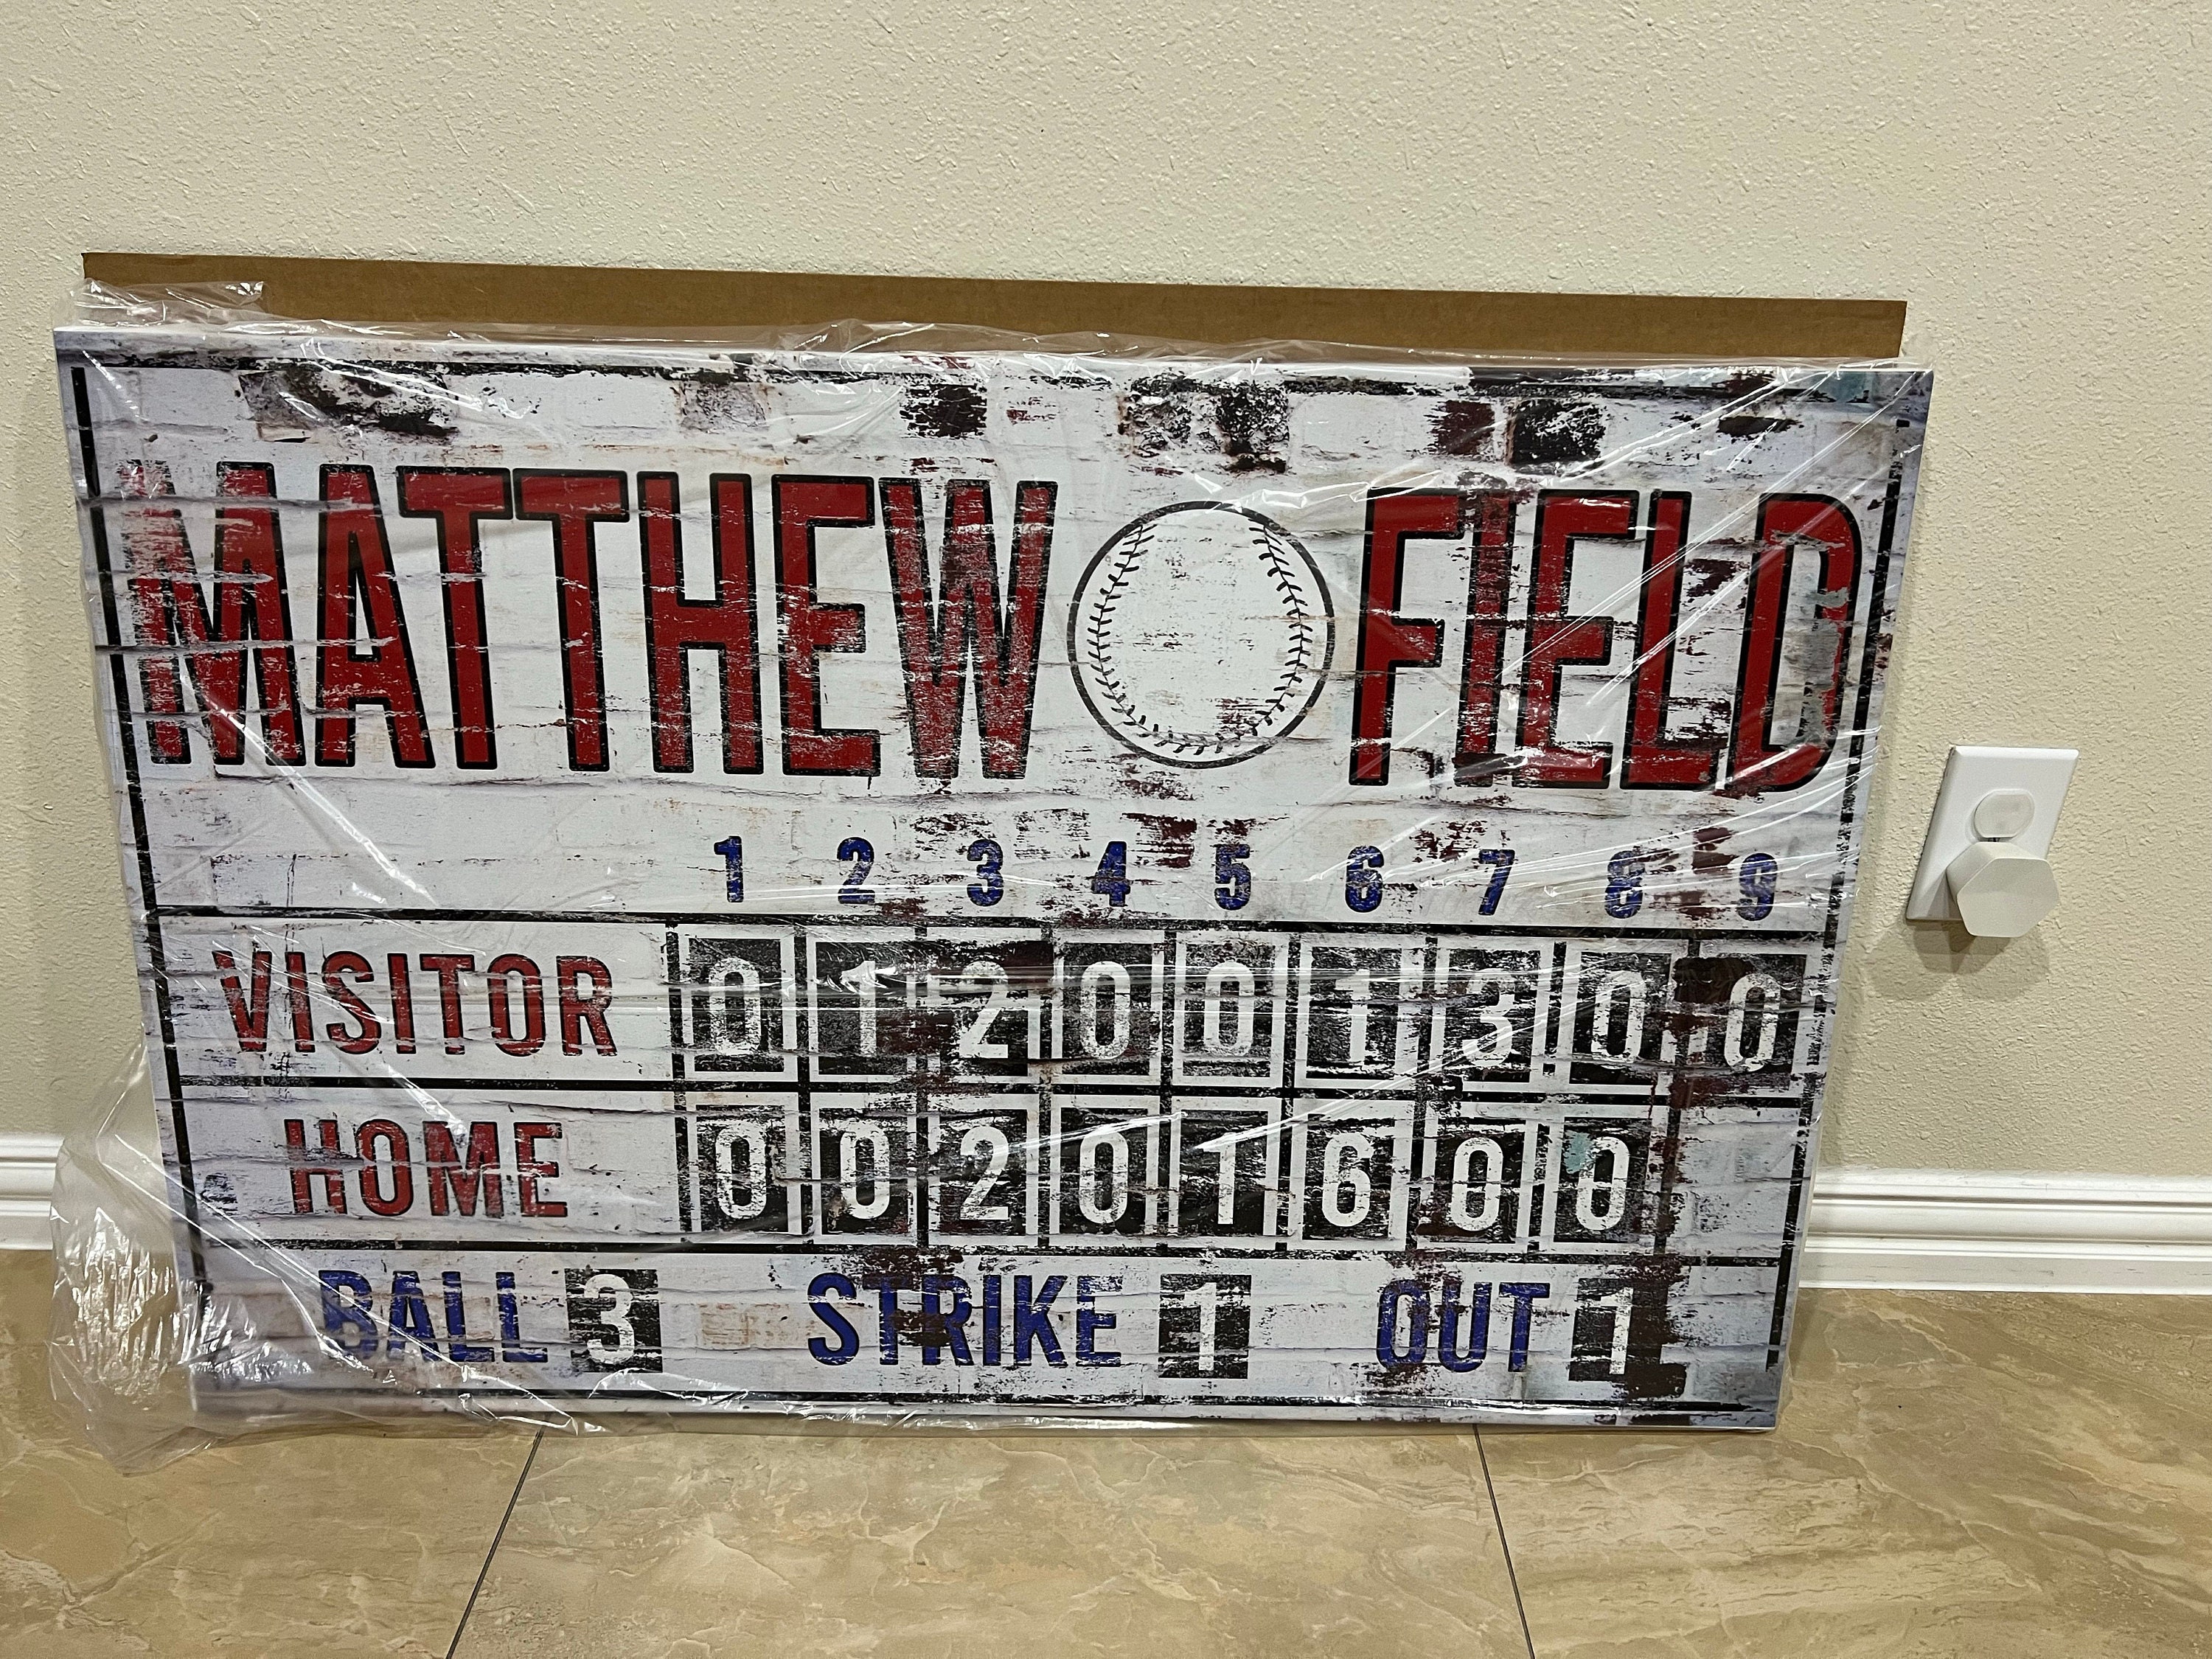 MATTHEW FIELD
1 2 3 4 5 6 7 8 9
VISITOR 0 1 2 0 0 1 3 0 0
HOME 0 0 2 0 1 6 0 0
BALL 3 STRIKE 1 OUT 1